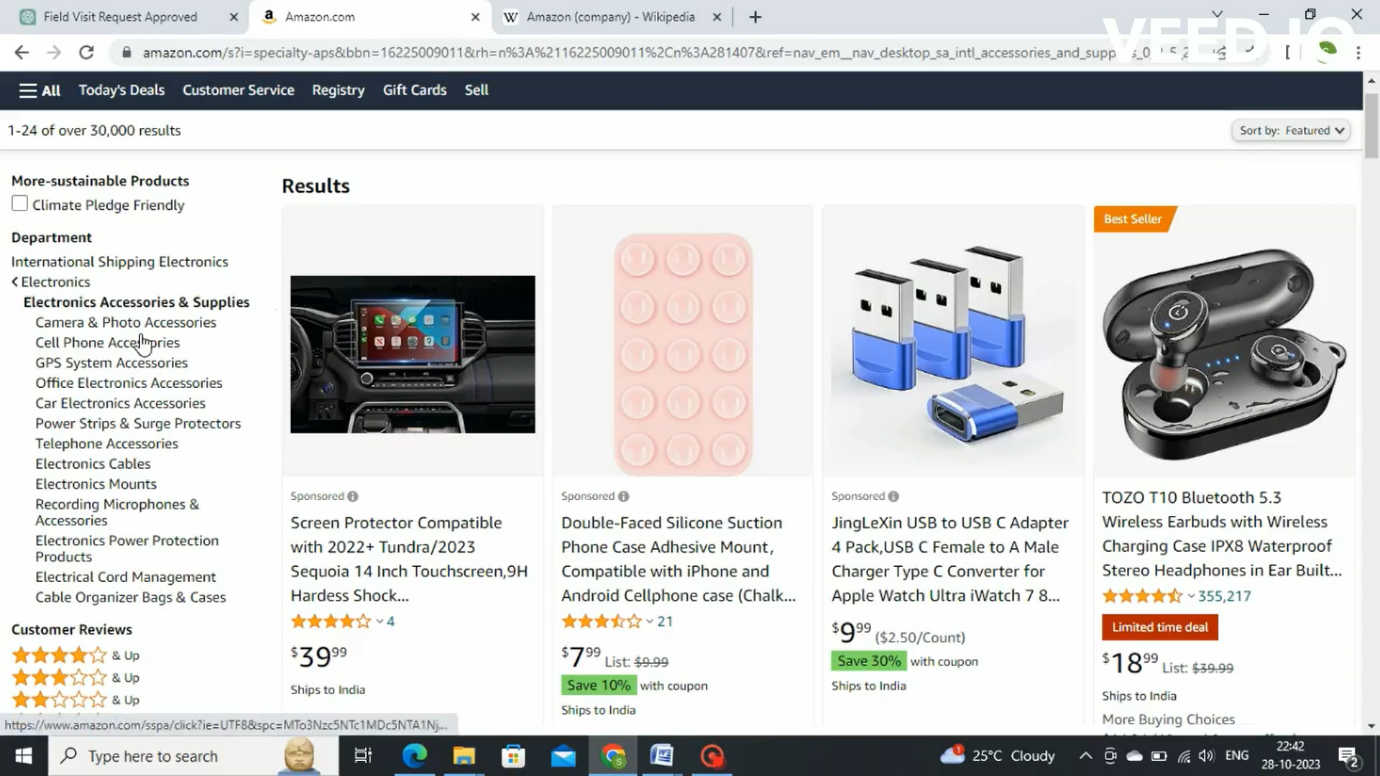 Field Visit Request Approved
Amazon.com
Amazon (company) - Wikipedia
VEED.IO
amazon.com/s?i=specialty-aps&bbn=16225009011&rh=n%3A%2116225009011%2Cn%3A281407&ref=nav_em__nav_desktop_sa_intl_accessories_and_supp
All Today's Deals Customer Service Registry Gift Cards Sell
1-24 of over 30,000 results
Sort by: Featured
More-sustainable Products
Climate Pledge Friendly
Department
International Shipping Electronics
Electronics
Electronics Accessories & Supplies
Camera & Photo Accessories
Cell Phone Accessories
GPS System Accessories
Office Electronics Accessories
Car Electronics Accessories
Power Strips & Surge Protectors
Telephone Accessories
Electronics Cables
Electronics Mounts
Recording Microphones &
Accessories
Electronics Power Protection
Products
Electrical Cord Management
Cable Organizer Bags & Cases
Customer Reviews
& Up
& Up
& Up
Results
Sponsored
Screen Protector Compatible
with 2022+ Tundra/2023
Sequoia 14 Inch Touchscreen,9H
Hardess Shock...
4
$39 99
Ships to India
Sponsored
Double-Faced Silicone Suction
Phone Case Adhesive Mount,
Compatible with iPhone and
Android Cellphone case (Chalk...
21
$7 99 List: $9.99
Save 10% with coupon
Ships to India
Sponsored
JingLeXin USB to USB C Adapter
4 Pack,USB C Female to A Male
Charger Type C Converter for
Apple Watch Ultra iWatch 7 8...
$9 99 ($2.50/Count)
Save 30% with coupon
Ships to India
Best Seller
TOZO T10 Bluetooth 5.3
Wireless Earbuds with Wireless
Charging Case IPX8 Waterproof
Stereo Headphones in Ear Built...
355,217
Limited time deal
$18 99 List: $39.99
Ships to India
More Buying Choices
https://www.amazon.com/sspa/click?ie=UTF8&spc=MTo3Nzc5NTc1MDc5NTA1Nj...
Type here to search
25°C Cloudy
ENG
22:42
28-10-2023
2